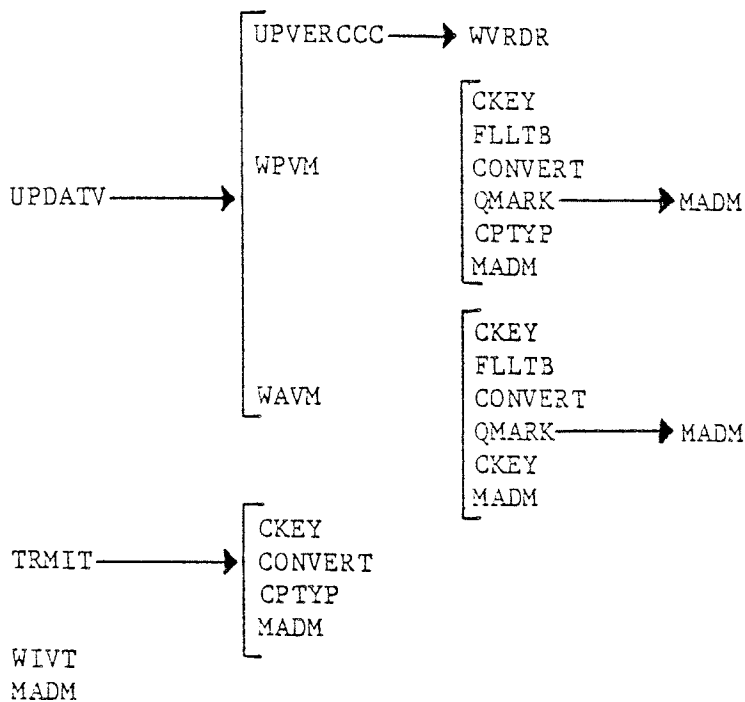 UPVERCCC WVRDR
CKEY
FLLTB
WPVM CONVERT
UPDATV QMARK MADM
CPTYP
MADM
CKEY
FLLTB
WAVM CONVERT
QMARK MADM
CKEY
MADM
CKEY
TRMIT CONVERT
CPTYP
MADM
WIVT
MADM